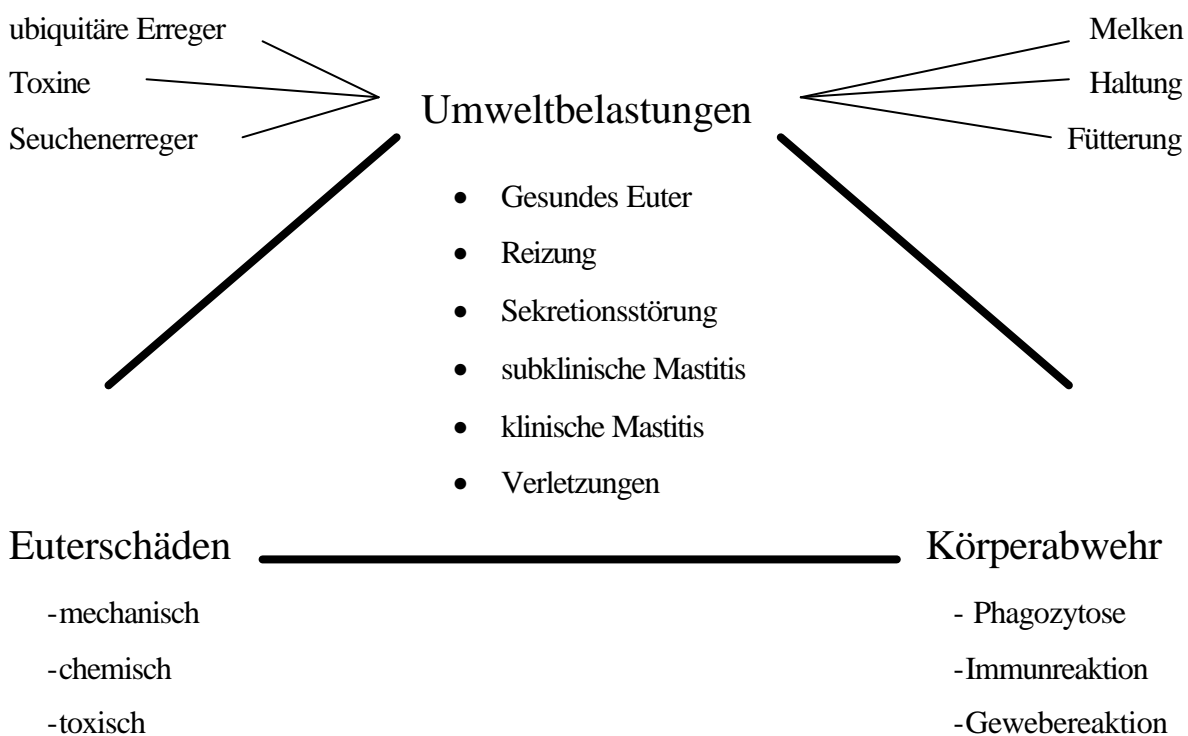 ubiquitäre Erreger
Toxine
Seuchenerreger
Melken
Haltung
Fütterung
Umweltbelastungen
• Gesundes Euter
• Reizung
• Sekretionsstörung
• subklinische Mastitis
• klinische Mastitis
• Verletzungen
Euterschäden
-mechanisch
-chemisch
-toxisch
Körperabwehr
- Phagozytose
-Immunreaktion
-Gewebereaktion